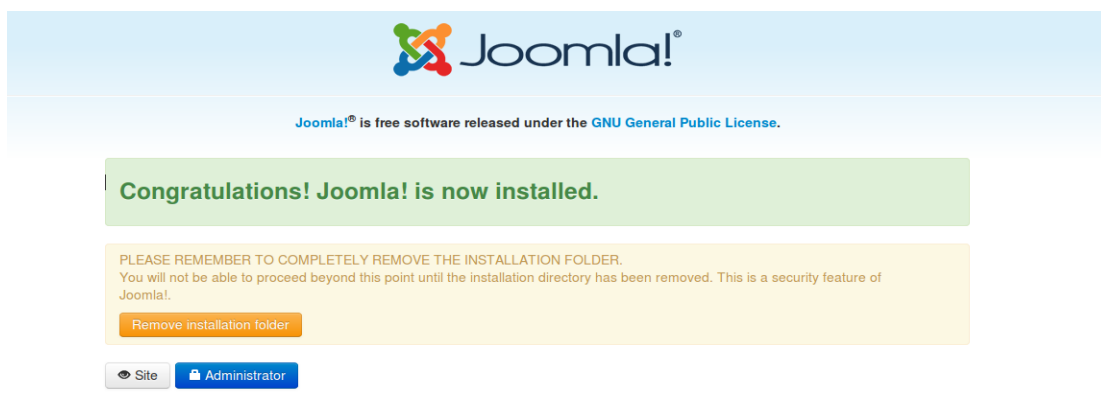 Joomla!®
Joomla!® is free software released under the GNU General Public License.
Congratulations! Joomla! is now installed.
PLEASE REMEMBER TO COMPLETELY REMOVE THE INSTALLATION FOLDER.
You will not be able to proceed beyond this point until the installation directory has been removed. This is a security feature of
Joomla!.
Remove installation folder
Site Administrator